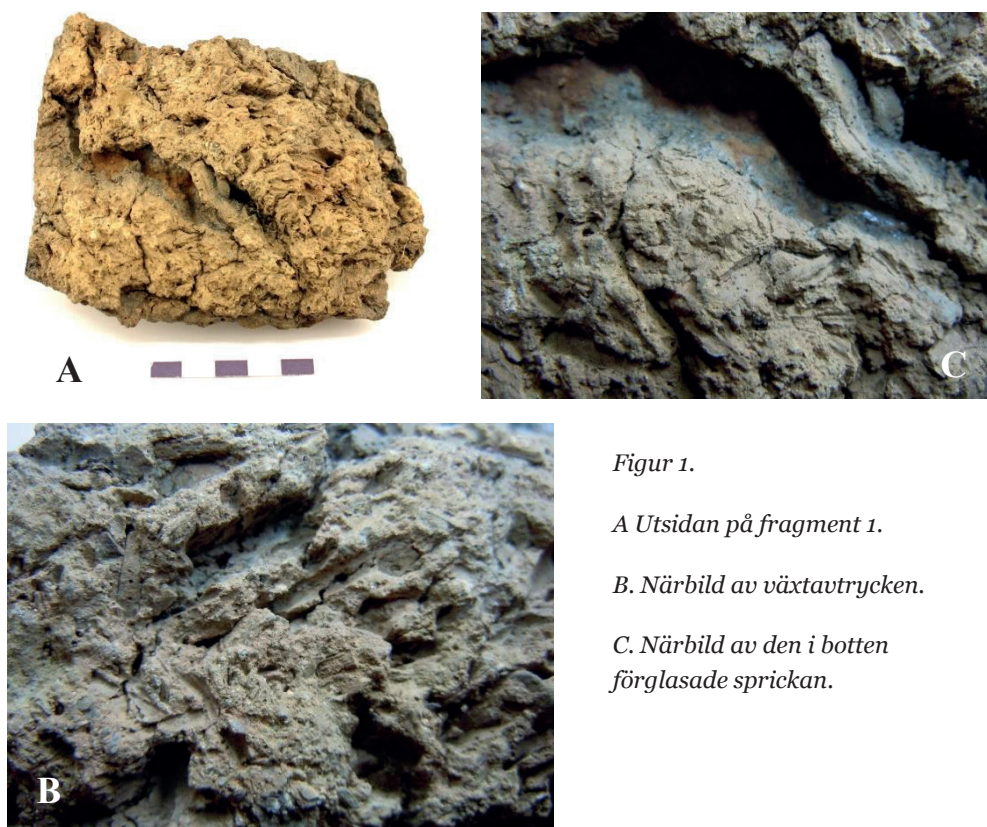 A
C
B
Figur 1.
A Utsidan på fragment 1.
B. Närbild av växtavtrycken.
C. Närbild av den i botten
förglasade sprickan.